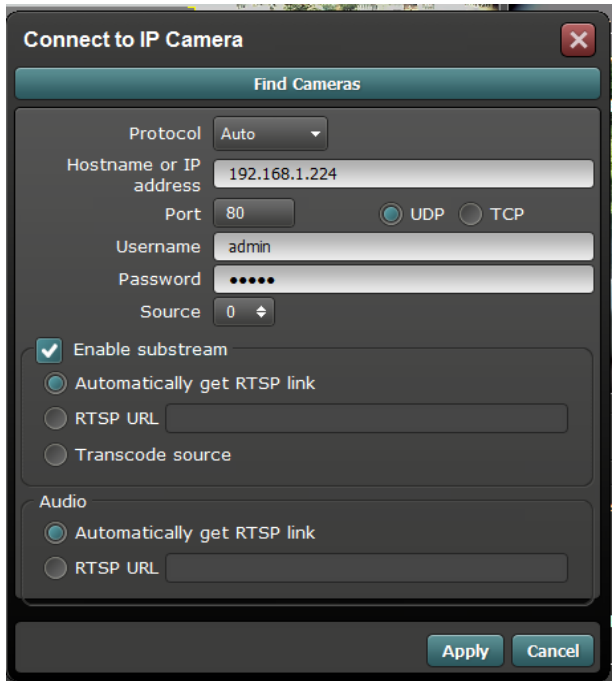 Connect to IP Camera
Find Cameras
Protocol Auto
Hostname or IP address 192.168.1.224
Port 80 UDP TCP
Username admin
Password •••••
Source 0
Enable substream
Automatically get RTSP link
RTSP URL
Transcode source
Audio
Automatically get RTSP link
RTSP URL
Apply Cancel